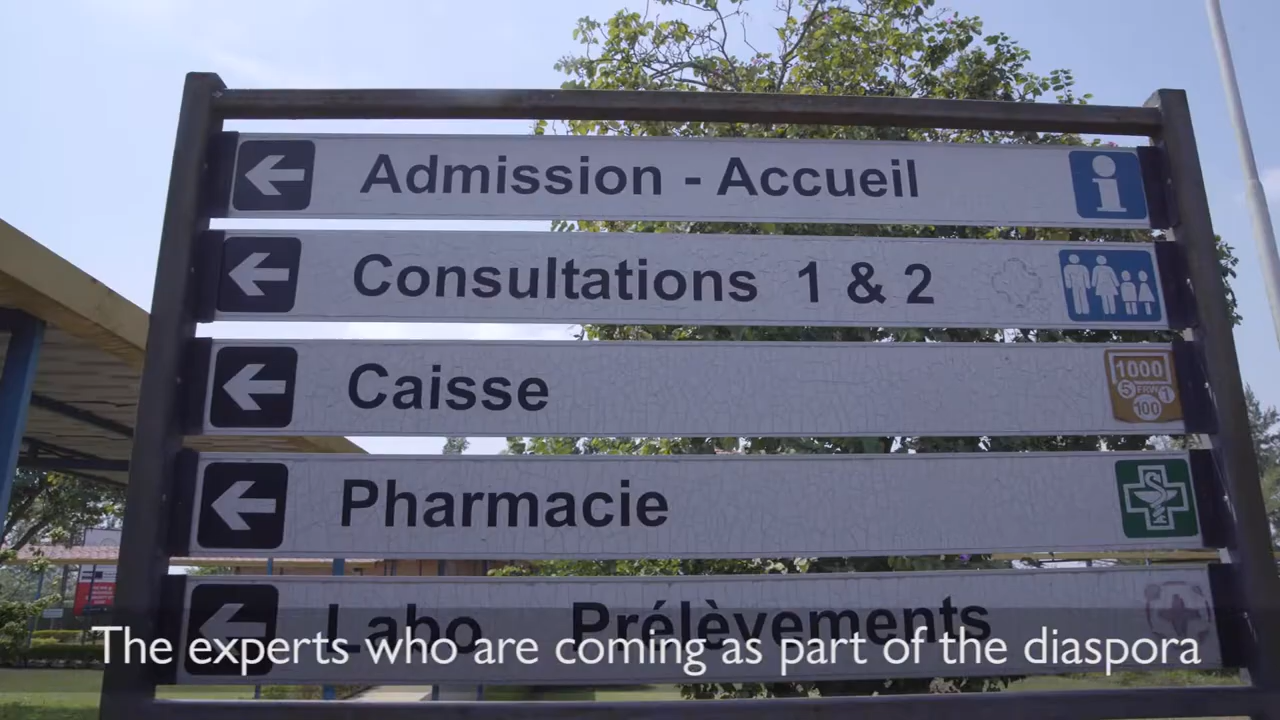 Admission - Accueil
Consultations 1 & 2
Caisse
1000
5 FRW 1
100
Pharmacie
Labo Prélèvements
The experts who are coming as part of the diaspora